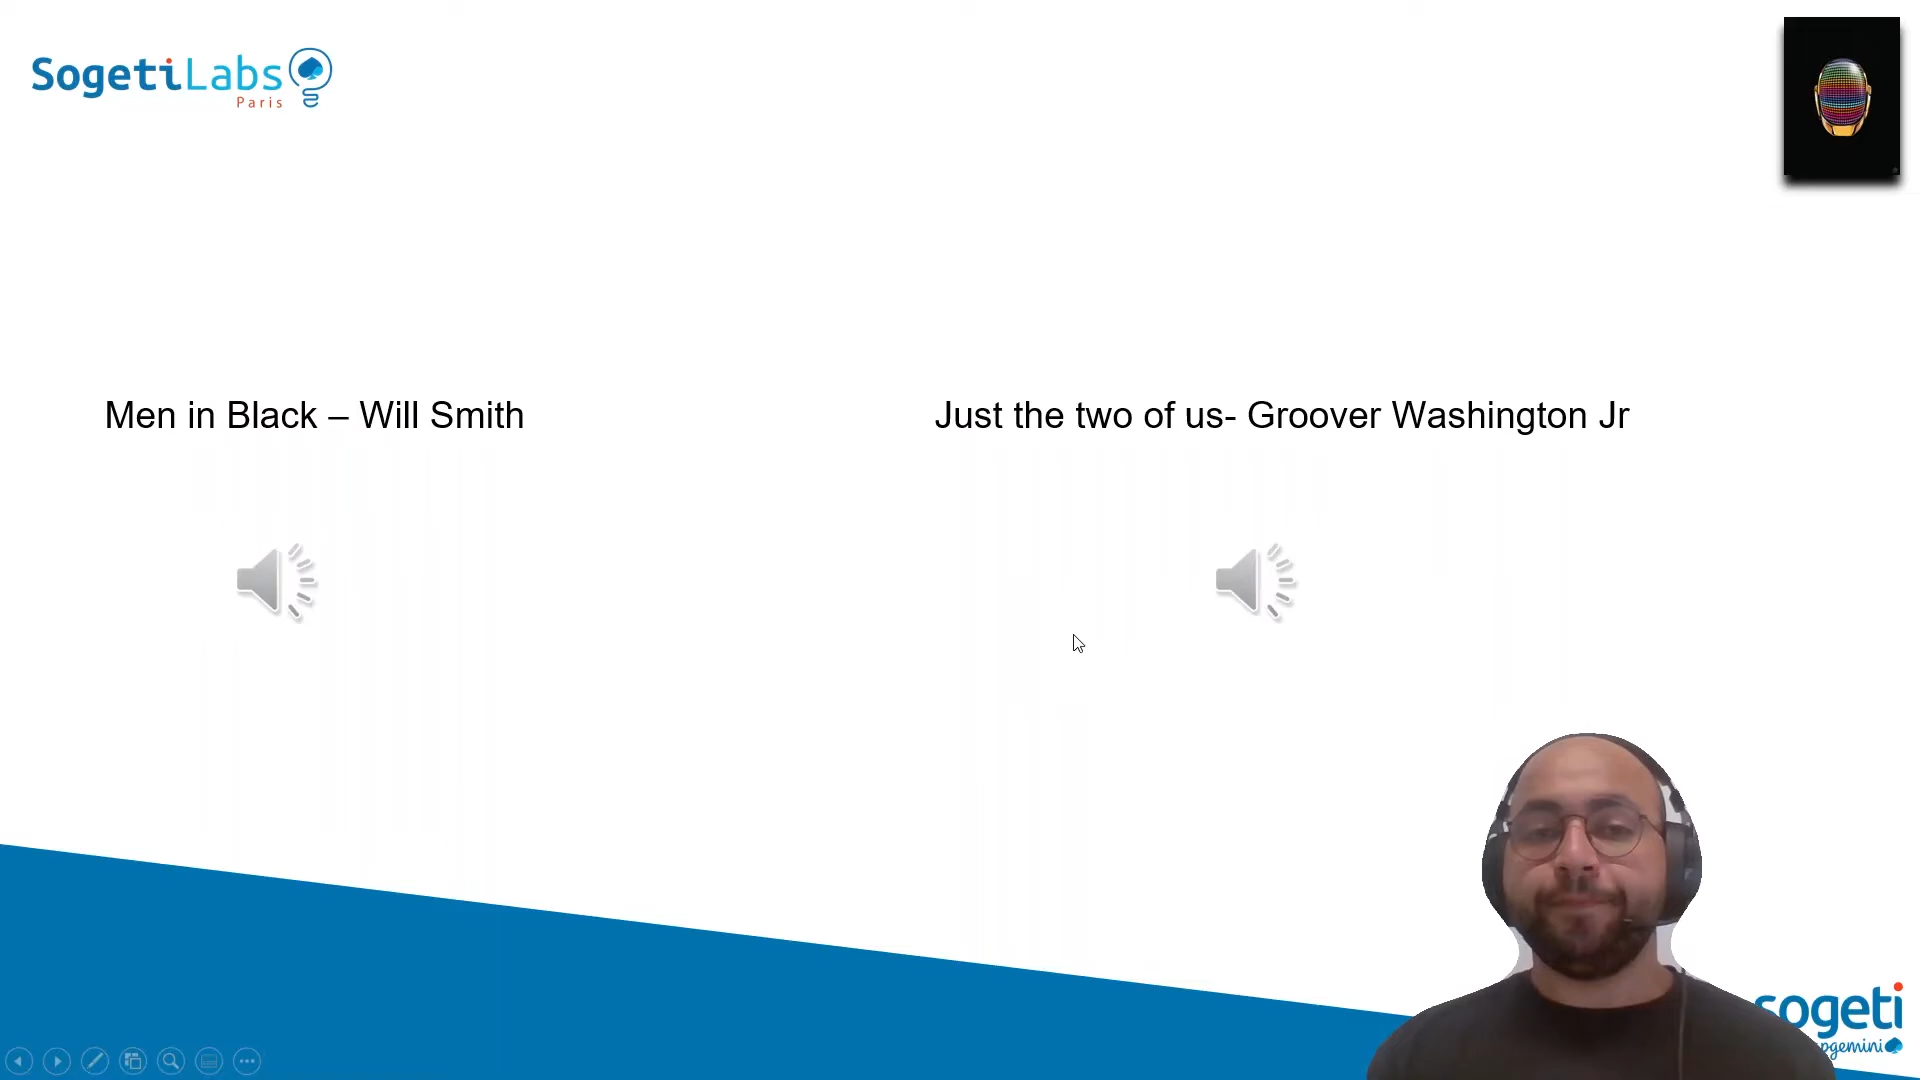 SogetiLabs
Paris
Men in Black – Will Smith
Just the two of us- Groover Washington Jr
sogeti